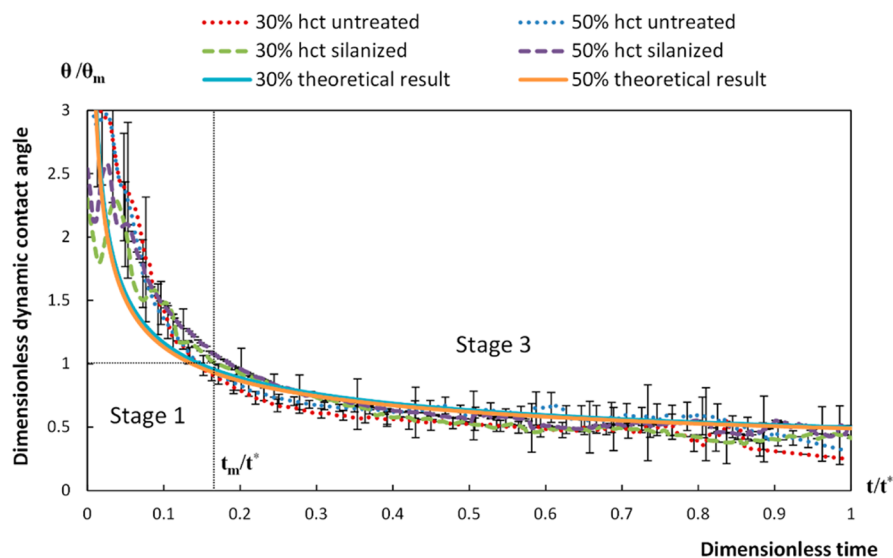 30% hct untreated 50% hct untreated
30% hct silanized 50% hct silanized
30% theoretical result 50% theoretical result
θ /θm
Dimensionless dynamic contact angle
3
2.5
2
1.5
1
0.5
0
Stage 3
Stage 1
tm/t*
t/t*
0 0.1 0.2 0.3 0.4 0.5 0.6 0.7 0.8 0.9 1
Dimensionless time